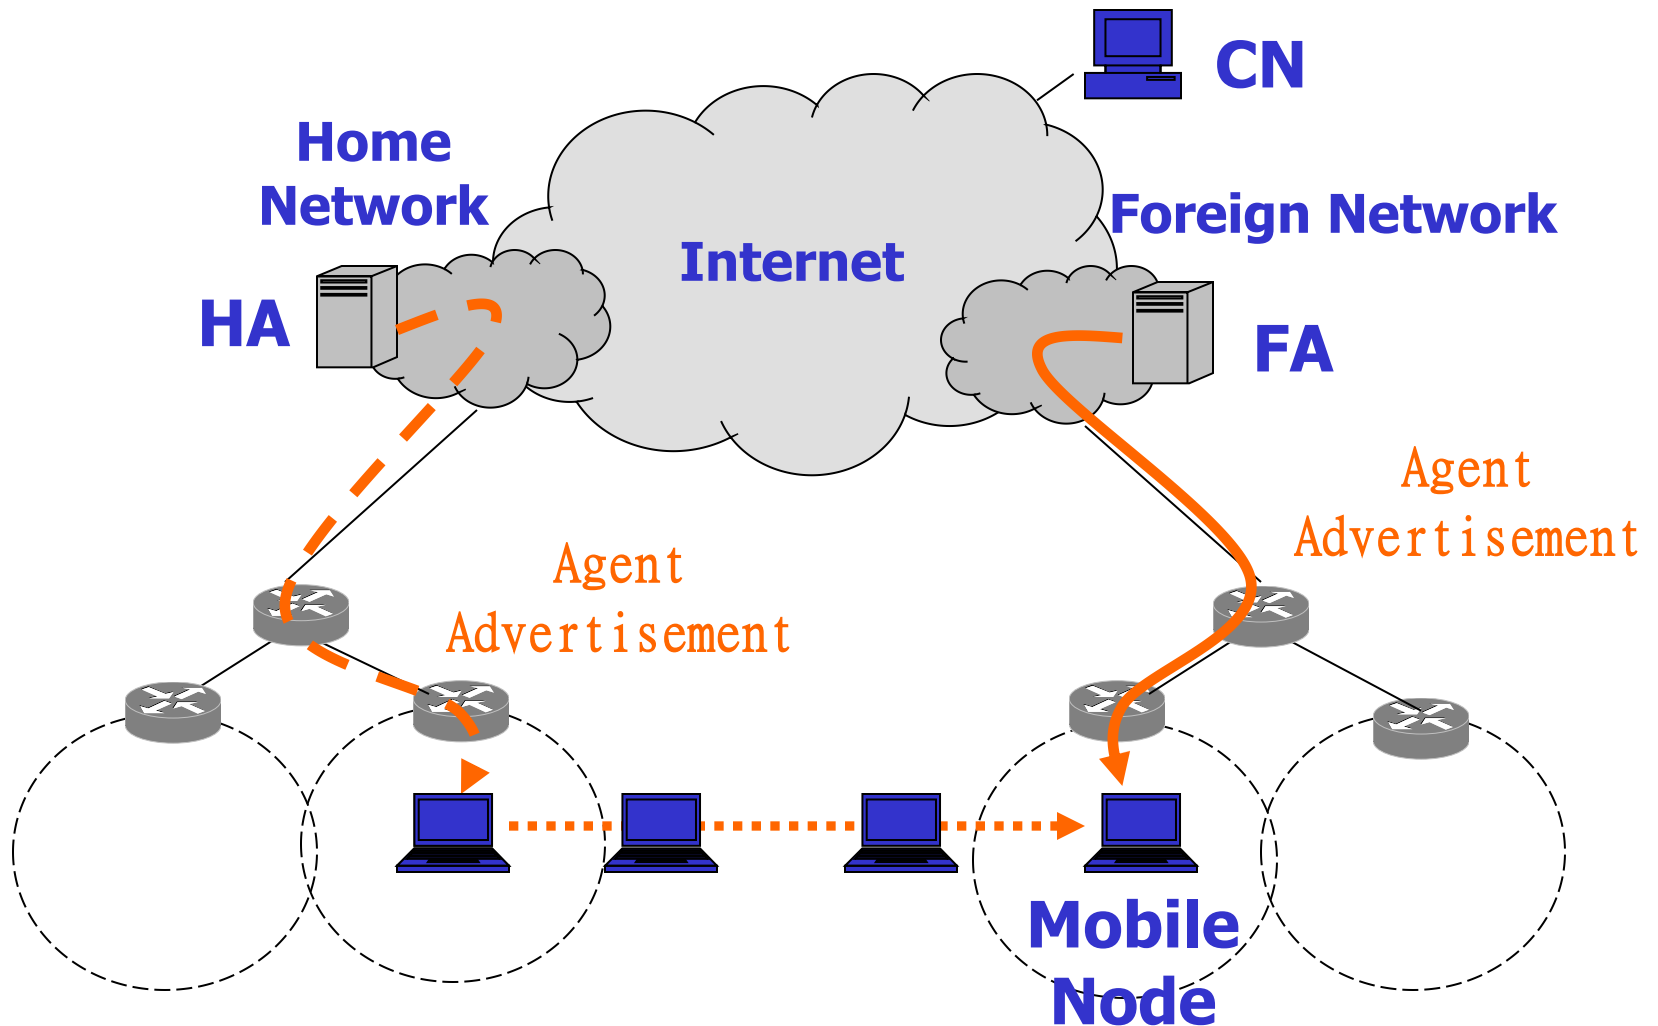 CN
Home
Network
Foreign Network
Internet
HA
FA
Agent
Advertisement
Agent
Advertisement
Mobile
Node